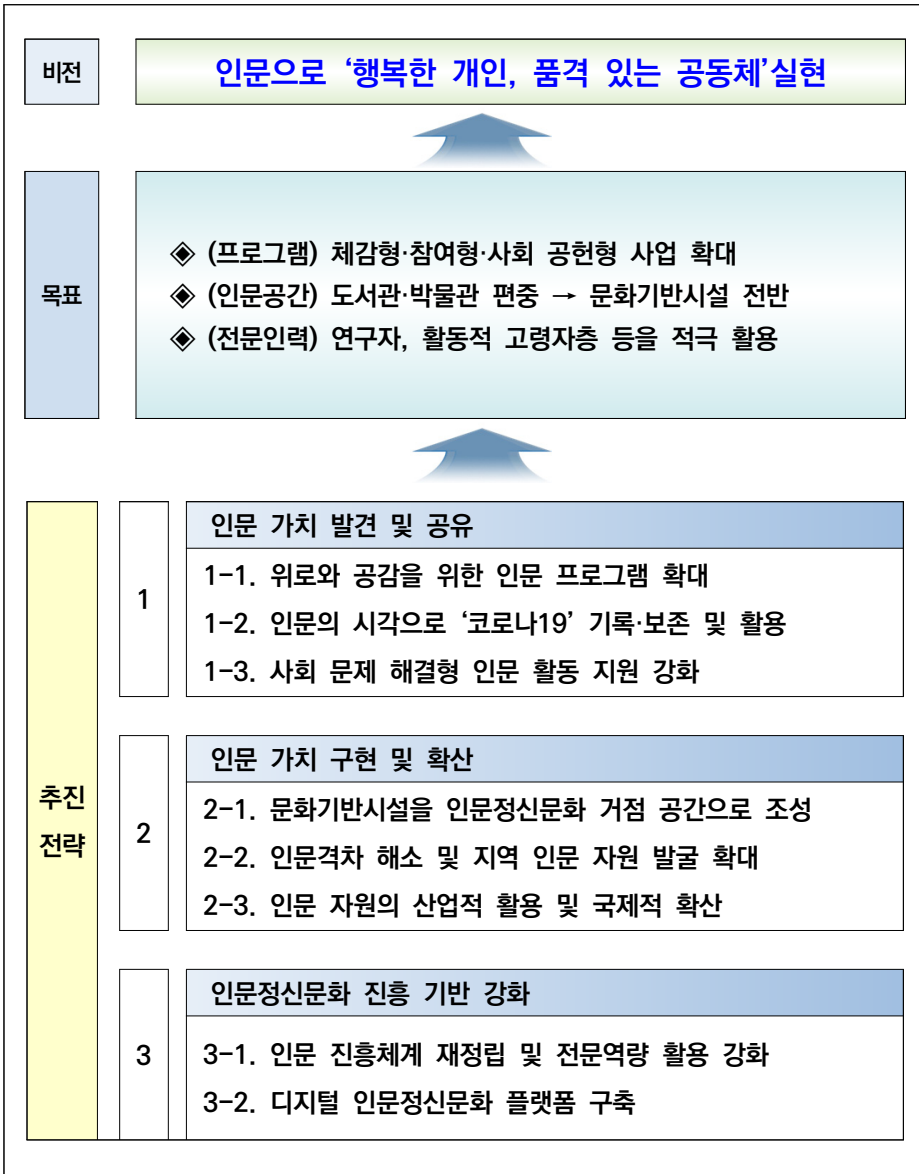 비전
인문으로 ‘행복한 개인, 품격 있는 공동체’실현
목표
◈ (프로그램) 체감형·참여형·사회 공헌형 사업 확대
◈ (인문공간) 도서관·박물관 편중 → 문화기반시설 전반
◈ (전문인력) 연구자, 활동적 고령자층 등을 적극 활용
추진
전략
1
인문 가치 발견 및 공유
1-1. 위로와 공감을 위한 인문 프로그램 확대
1-2. 인문의 시각으로 ‘코로나19’ 기록·보존 및 활용
1-3. 사회 문제 해결형 인문 활동 지원 강화
2
인문 가치 구현 및 확산
2-1. 문화기반시설을 인문정신문화 거점 공간으로 조성
2-2. 인문격차 해소 및 지역 인문 자원 발굴 확대
2-3. 인문 자원의 산업적 활용 및 국제적 확산
3
인문정신문화 진흥 기반 강화
3-1. 인문 진흥체계 재정립 및 전문역량 활용 강화
3-2. 디지털 인문정신문화 플랫폼 구축